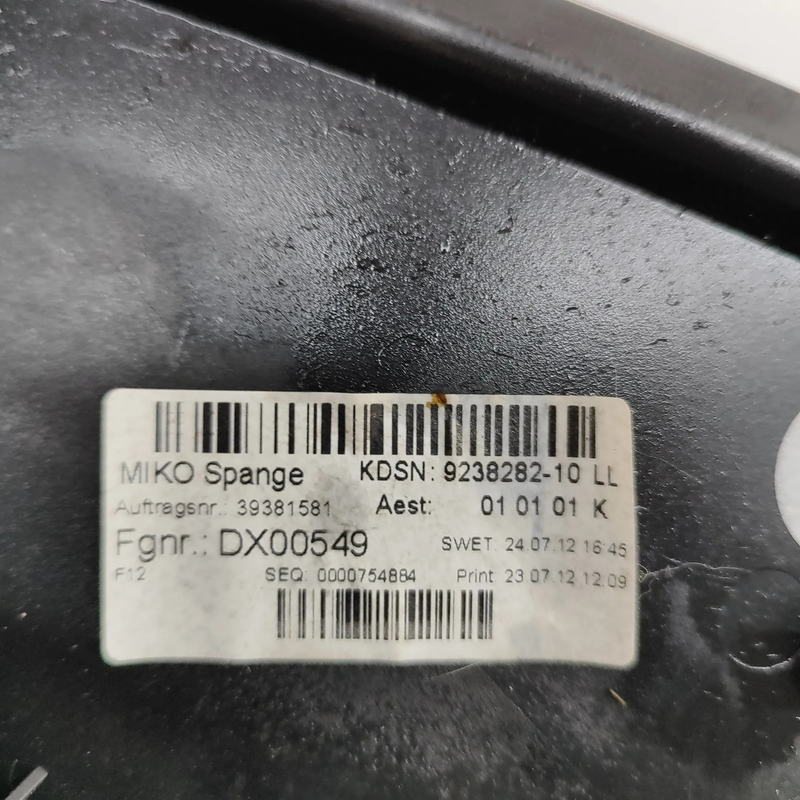 MIKO Spange KDSN: 9238282-10 LL
Auftragsnr.: 39381581 Aest: 01 01 01 K
Fgnr.: DX00549 SWET 24.07.12 16:45
F12 SEQ 0000754884 Print 23.07.12 12:09